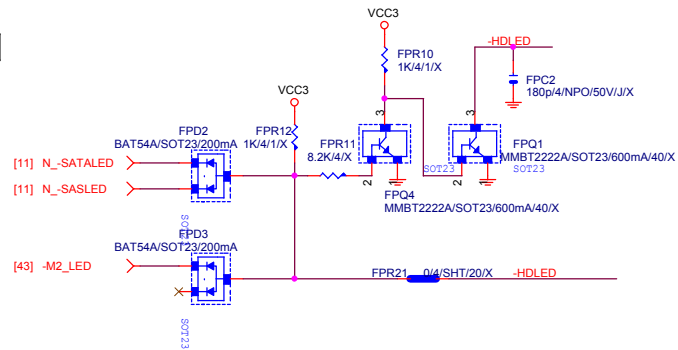 VCC3
-HDLED
FPR10
1K/4/1/X
FPC2
180p/4/NPO/50V/J/X
VCC3
3
3
FPD2
BAT54A/SOT23/200mA
FPR12
1K/4/1/X
FPR11
8.2K/4/X
FPQ1
MMBT2222A/SOT23/600mA/40/X
[11] N_-SATALED
SOT23
SOT23
2
1
2
1
[11] N_-SASLED
FPQ4
MMBT2222A/SOT23/600mA/40/X
SOT23
FPD3
BAT54A/SOT23/200mA
[43] -M2_LED
FPR21 0/4/SHT/20/X
-HDLED
SOT23